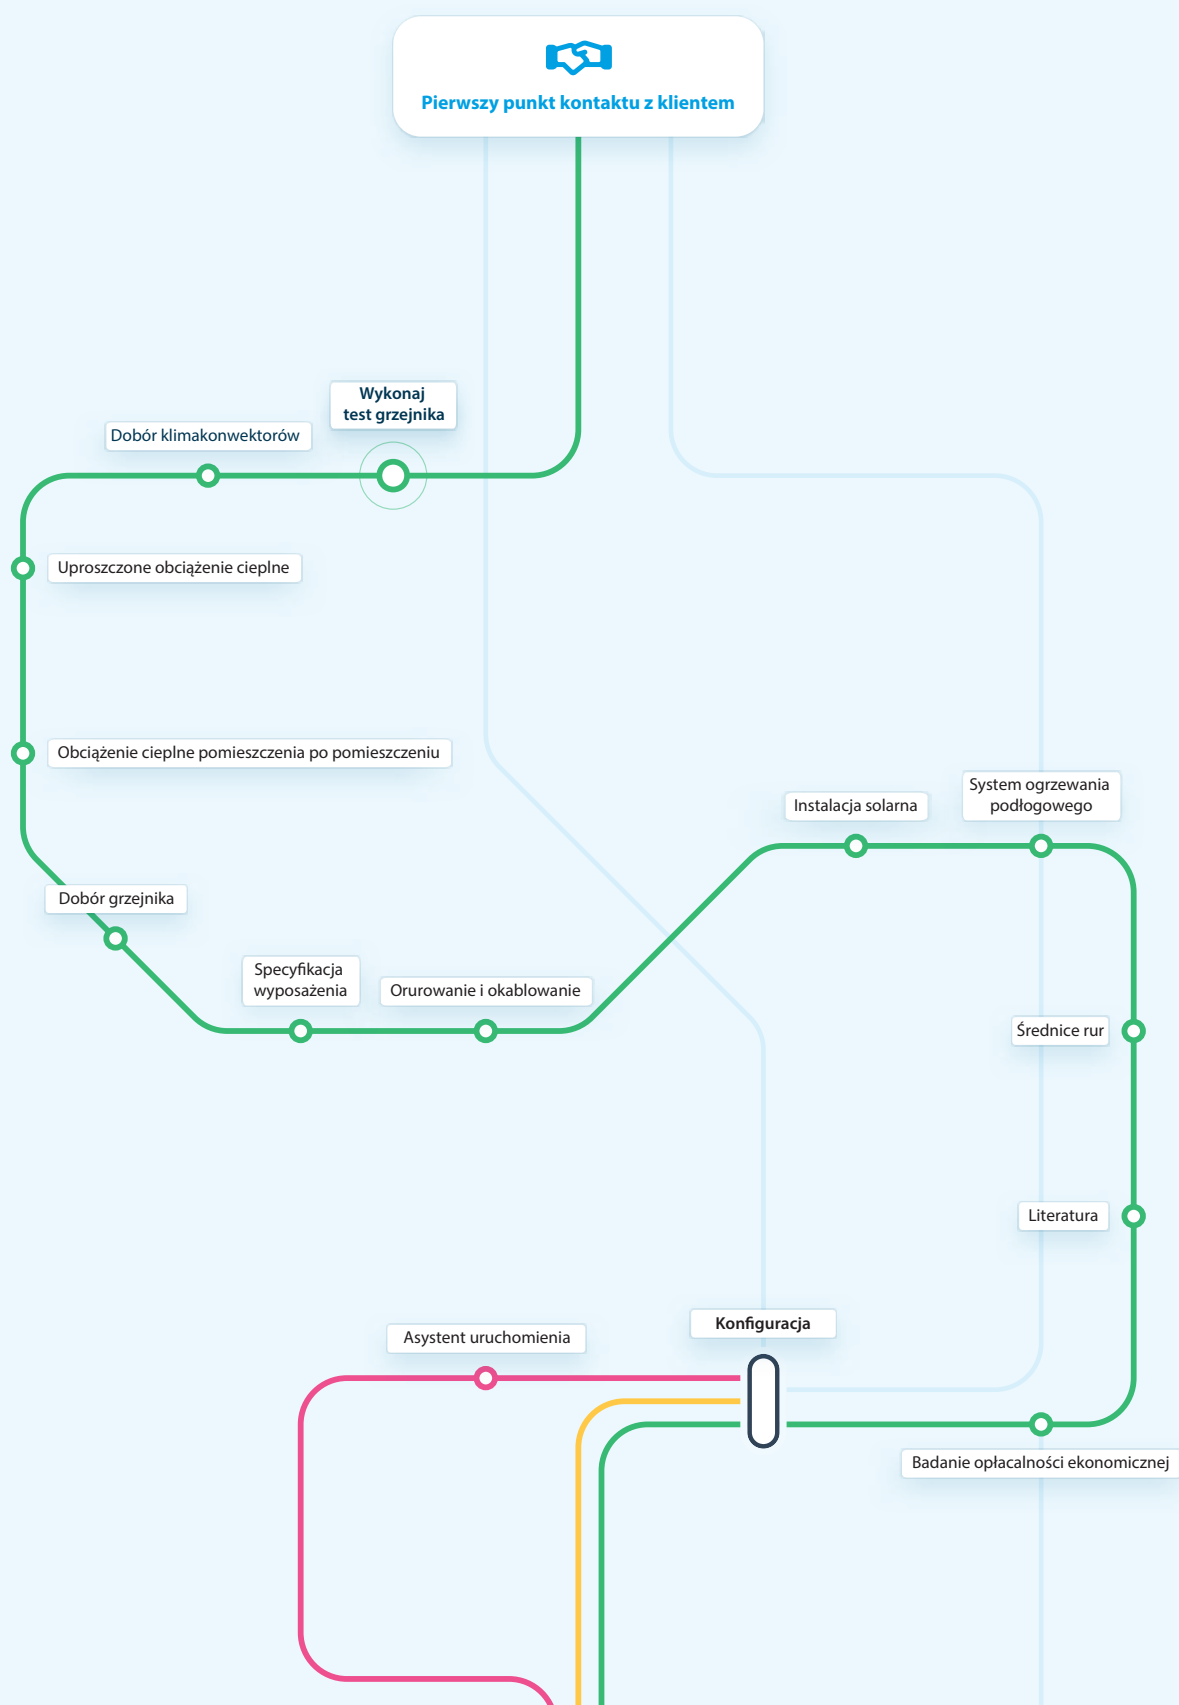 Pierwszy punkt kontaktu z klientem
Wykonaj
test grzejnika
Dobór klimakonwektorów
Uproszczone obciążenie cieplne
Obciążenie cieplne pomieszczenia po pomieszczeniu
System ogrzewania
podłogowego
Instalacja solarna
Dobór grzejnika
Specyfikacja
wyposażenia
Orurowanie i okablowanie
Średnice rur
Literatura
Konfiguracja
Asystent uruchomienia
Badanie opłacalności ekonomicznej